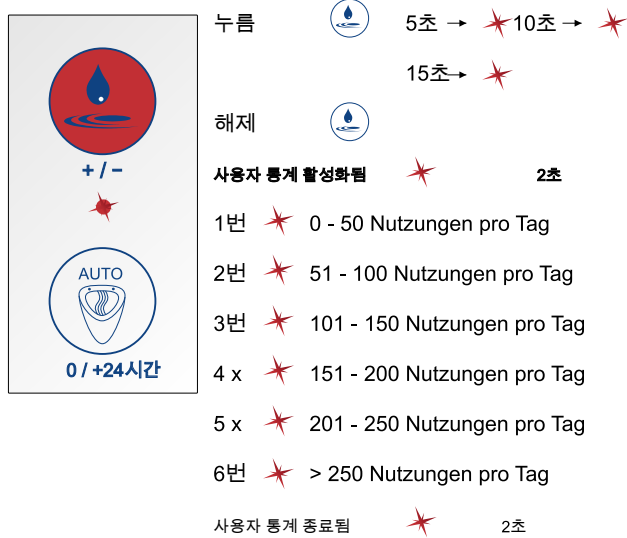 + / −
AUTO
0 / +24시간
누름 5초 → 10초 →
15초→
해제
사용자 통계 활성화됨 2초
1번 0 - 50 Nutzungen pro Tag
2번 51 - 100 Nutzungen pro Tag
3번 101 - 150 Nutzungen pro Tag
4 x 151 - 200 Nutzungen pro Tag
5 x 201 - 250 Nutzungen pro Tag
6번 > 250 Nutzungen pro Tag
사용자 통계 종료됨 2초